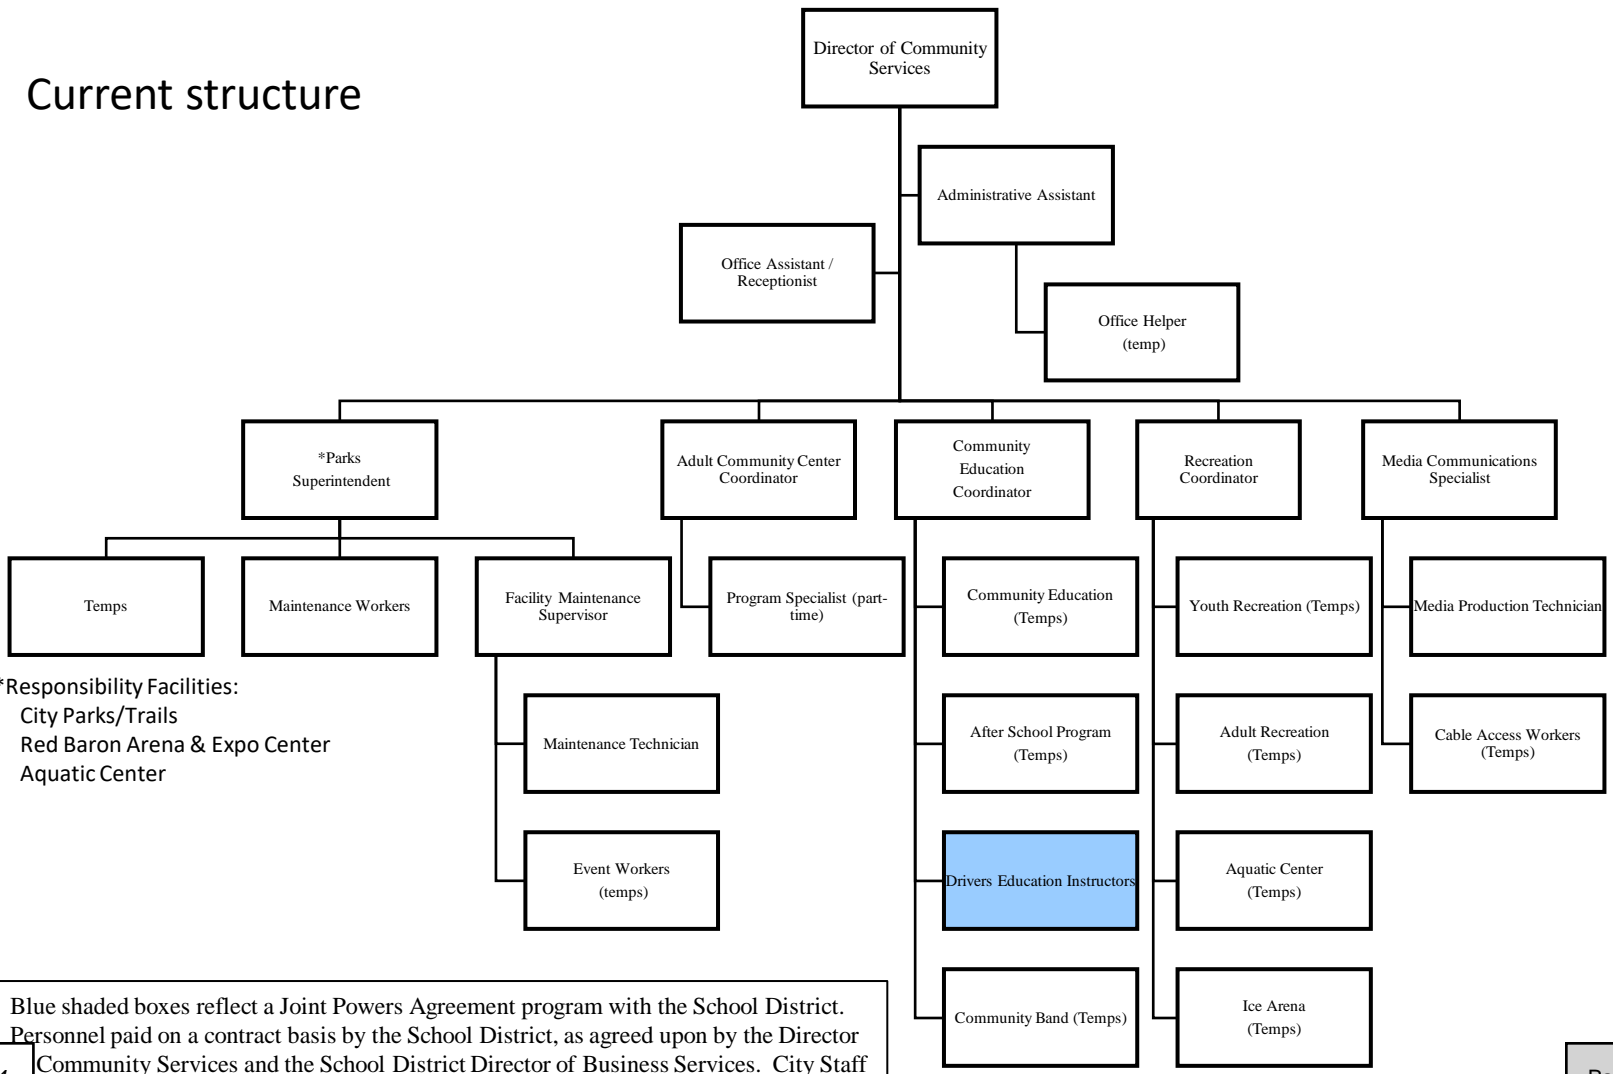 Current structure
Director of Community
Services
Administrative Assistant
Office Assistant /
Receptionist
Office Helper
(temp)
*Parks
Superintendent
Adult Community Center
Coordinator
Community
Education
Coordinator
Recreation
Coordinator
Media Communications
Specialist
Temps
Maintenance Workers
Facility Maintenance
Supervisor
Program Specialist (part-
time)
Community Education
(Temps)
Youth Recreation (Temps)
Media Production Technician
*Responsibility Facilities:
City Parks/Trails
Red Baron Arena & Expo Center
Aquatic Center
Maintenance Technician
After School Program
(Temps)
Adult Recreation
(Temps)
Cable Access Workers
(Temps)
Event Workers
(temps)
Drivers Education Instructors
Aquatic Center
(Temps)
Community Band (Temps)
Ice Arena
(Temps)
Blue shaded boxes reflect a Joint Powers Agreement program with the School District.
Personnel paid on a contract basis by the School District, as agreed upon by the Director
Community Services and the School District Director of Business Services. City Staff